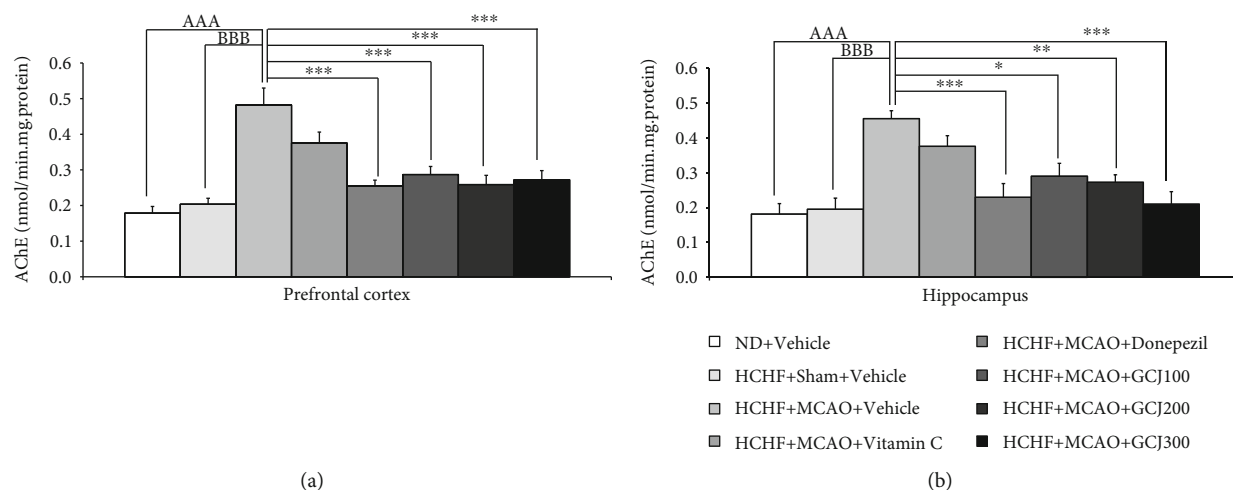 AAA
BBB
***
***
***
***
AChE (nmol/min.mg.protein)
0.6
0.5
0.4
0.3
0.2
0.1
0.0
Prefrontal cortex
(a)
AAA
BBB
***
**
*
***
AChE (nmol/min.mg.protein)
0.6
0.5
0.4
0.3
0.2
0.1
0.0
Hippocampus
ND+Vehicle
HCHF+Sham+Vehicle
HCHF+MCAO+Vehicle
HCHF+MCAO+Vitamin C
HCHF+MCAO+Donepezil
HCHF+MCAO+GCJ100
HCHF+MCAO+GCJ200
HCHF+MCAO+GCJ300
(b)